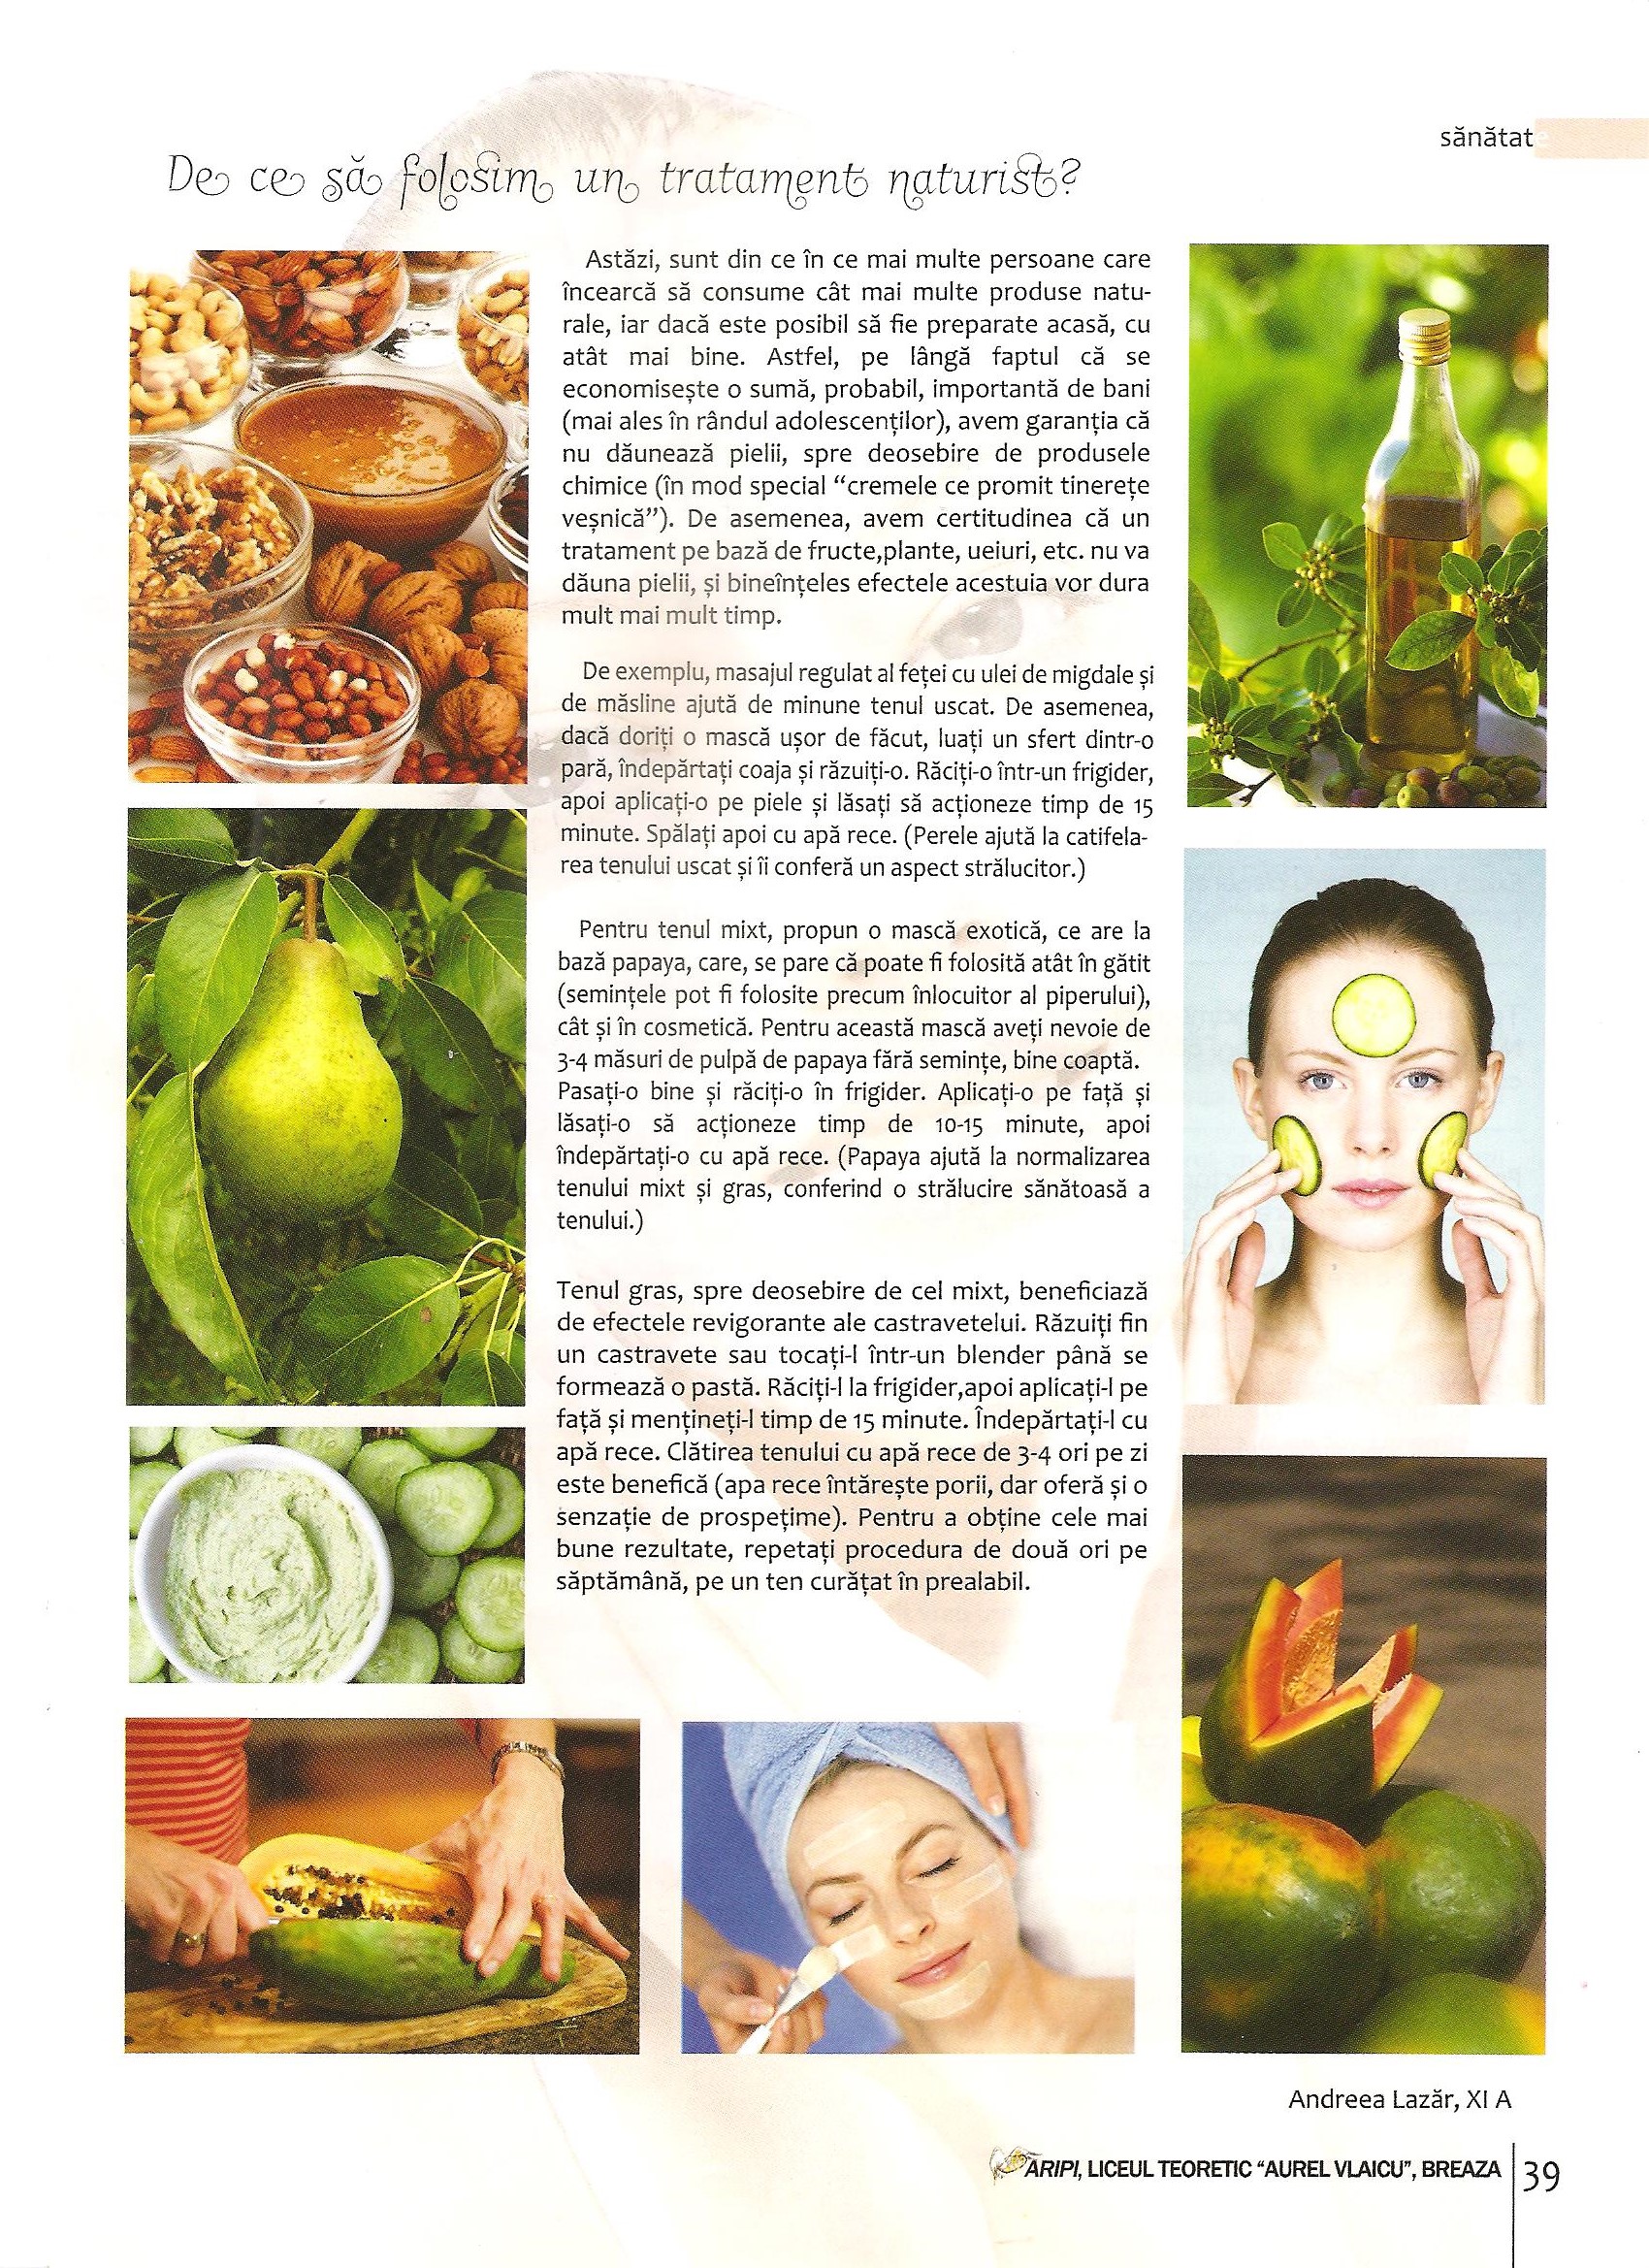 sănătate
De ce să folosim un tratament naturist?
Astăzi, sunt din ce în ce mai multe persoane care
încearcă să consume cât mai multe produse natu-
rale, iar dacă este posibil să fie preparate acasă, cu
atât mai bine. Astfel, pe lângă faptul că se
economisește o sumă, probabil, importantă de bani
(mai ales în rândul adolescenților), avem garanția că
nu dăunează pielii, spre deosebire de produsele
chimice (în mod special “cremele ce promit tinerețe
veșnică”). De asemenea, avem certitudinea că un
tratament pe bază de fructe,plante, ueiuri, etc. nu va
dăuna pielii, și bineînțeles efectele acestuia vor dura
mult mai mult timp.
De exemplu, masajul regulat al feței cu ulei de migdale și
de măsline ajută de minune tenul uscat. De asemenea,
dacă doriți o mască ușor de făcut, luați un sfert dintr-o
pară, îndepărtați coaja și răzuiți-o. Răciți-o într-un frigider,
apoi aplicați-o pe piele și lăsați să acționeze timp de 15
minute. Spălați apoi cu apă rece. (Perele ajută la catifela-
rea tenului uscat și îi conferă un aspect strălucitor.)
Pentru tenul mixt, propun o mască exotică, ce are la
bază papaya, care, se pare că poate fi folosită atât în gătit
(semințele pot fi folosite precum înlocuitor al piperului),
cât și în cosmetică. Pentru această mască aveți nevoie de
3-4 măsuri de pulpă de papaya fără semințe, bine coaptă.
Pasați-o bine și răciți-o în frigider. Aplicați-o pe față și
lăsați-o să acționeze timp de 10-15 minute, apoi
îndepărtați-o cu apă rece. (Papaya ajută la normalizarea
tenului mixt și gras, conferind o strălucire sănătoasă a
tenului.)
Tenul gras, spre deosebire de cel mixt, beneficiază
de efectele revigorante ale castravetelui. Răzuiți fin
un castravete sau tocați-l într-un blender până se
formează o pastă. Răciți-l la frigider,apoi aplicați-l pe
față și mențineți-l timp de 15 minute. Îndepărtați-l cu
apă rece. Clătirea tenului cu apă rece de 3-4 ori pe zi
este benefică (apa rece întărește porii, dar oferă și o
senzație de prospețime). Pentru a obține cele mai
bune rezultate, repetați procedura de două ori pe
săptămână, pe un ten curățat în prealabil.
Andreea Lazăr, XI A
ARIPI, LICEUL TEORETIC “AUREL VLAICU”, BREAZA 39